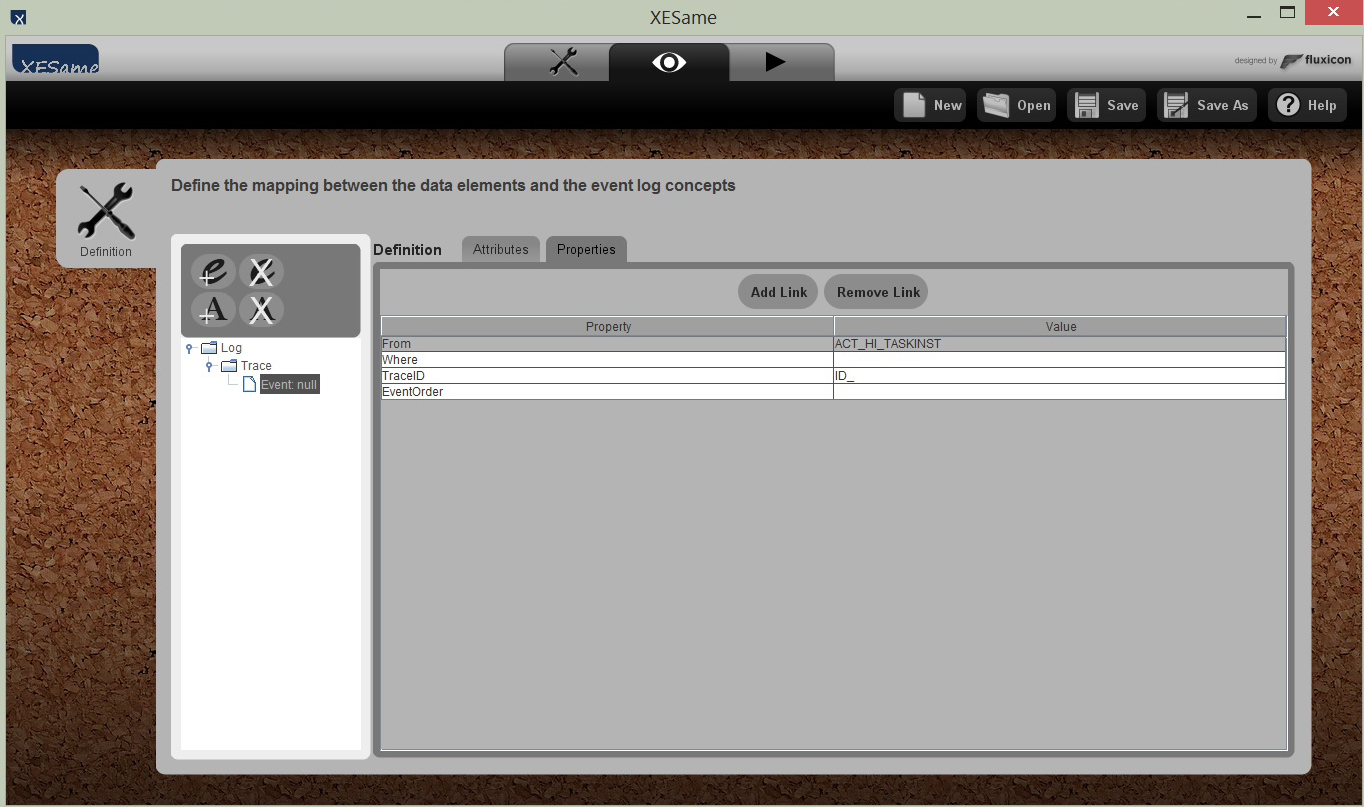 XESame
XESame
designed by fluxicon
New Open Save Save As Help
Define the mapping between the data elements and the event log concepts
Definition
Definition Attributes Properties
Add Link Remove Link
Property Value
From ACT_HI_TASKINST
Where
TraceID ID_
EventOrder
Log
Trace
Event: null